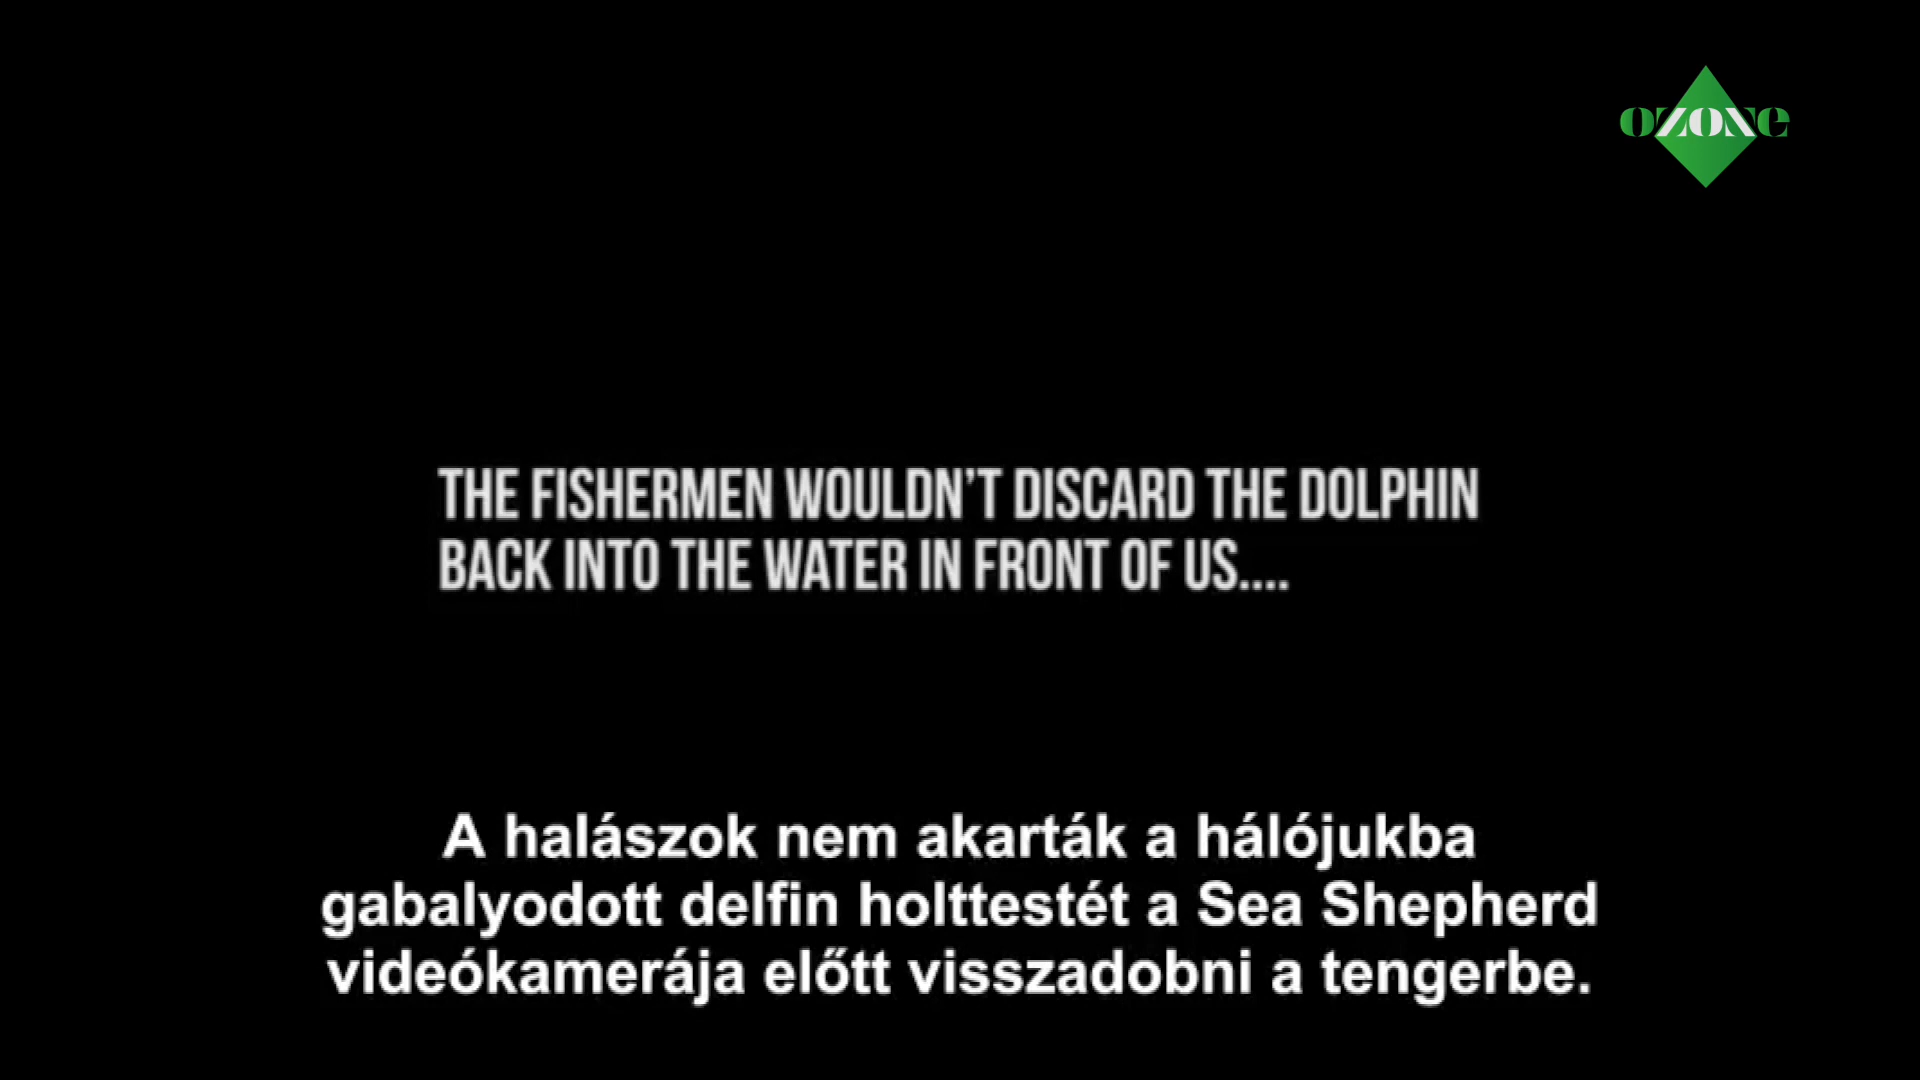 ozone
THE FISHERMEN WOULDN'T DISCARD THE DOLPHIN
BACK INTO THE WATER IN FRONT OF US....
A halászok nem akarták a hálójukba
gabalyodott delfin holttestét a Sea Shepherd
videókamerája előtt visszadobni a tengerbe.